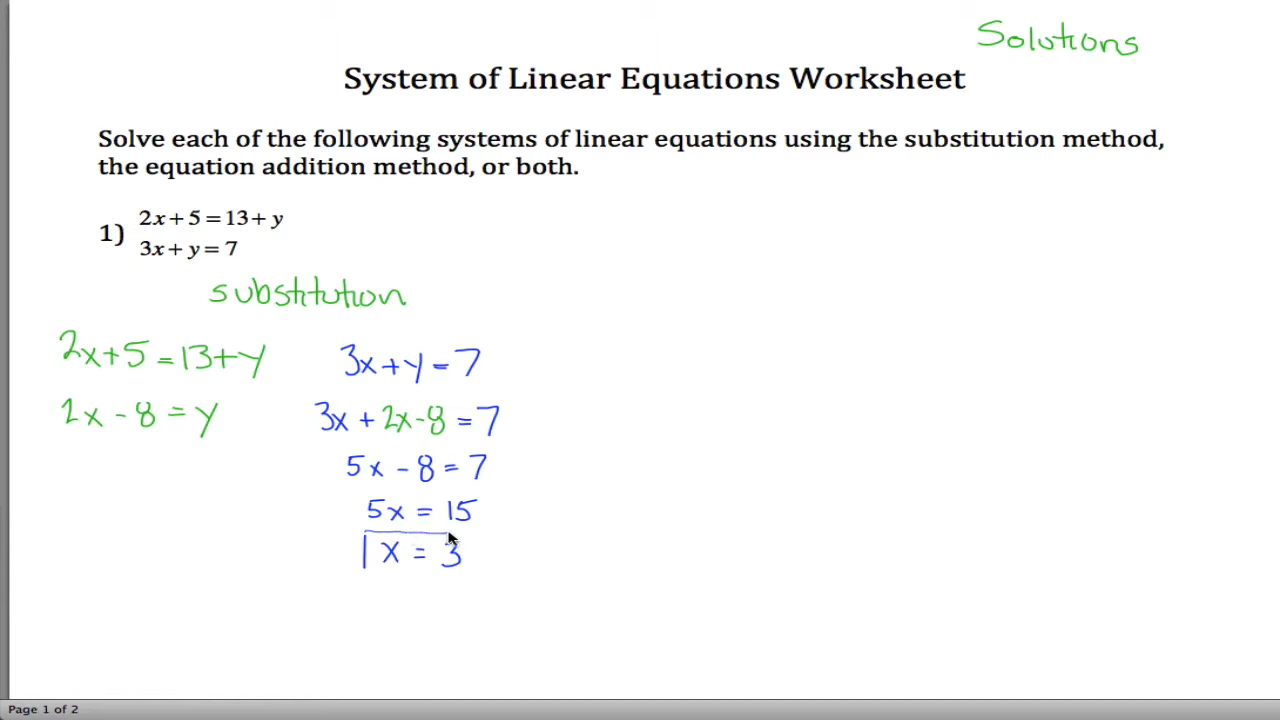 Solutions
System of Linear Equations Worksheet
Solve each of the following systems of linear equations using the substitution method,
the equation addition method, or both.
1) 2x + 5 = 13 + y
3x + y = 7
substitution
2x + 5 = 13 + y
2x - 8 = y
3x + y = 7
3x + 2x - 8 = 7
5x - 8 = 7
5x = 15
x = 3
Page 1 of 2